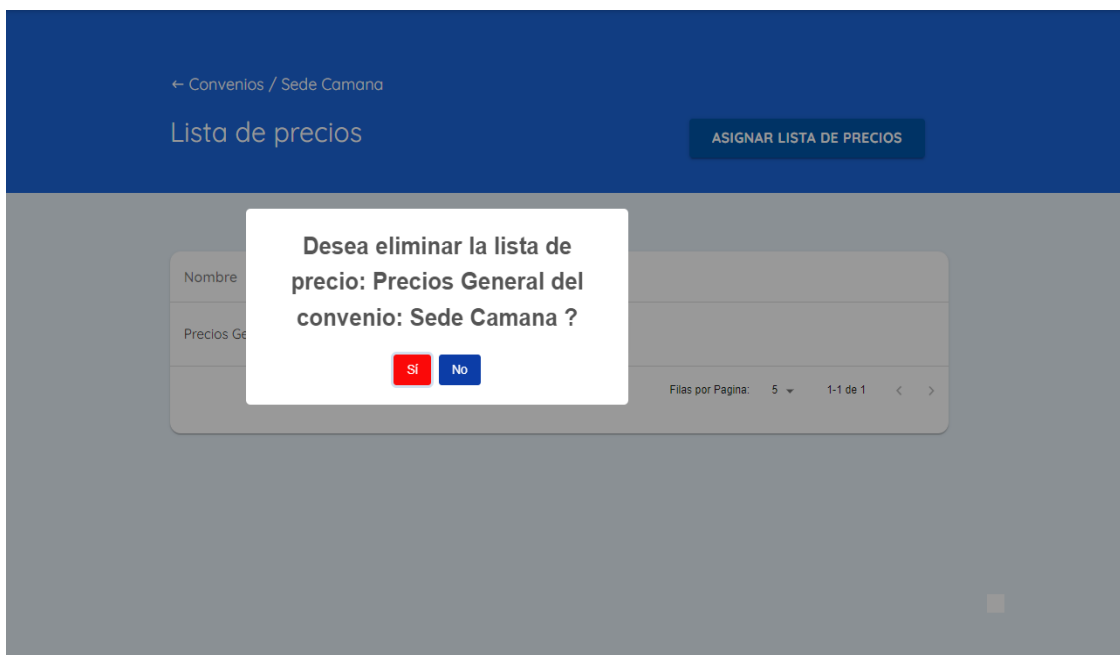 ← Convenios / Sede Camana
Lista de precios
ASIGNAR LISTA DE PRECIOS
Desea eliminar la lista de
precio: Precios General del
convenio: Sede Camana ?
Sí No
Nombre
Precios Ge
Filas por Pagina: 5 1-1 de 1